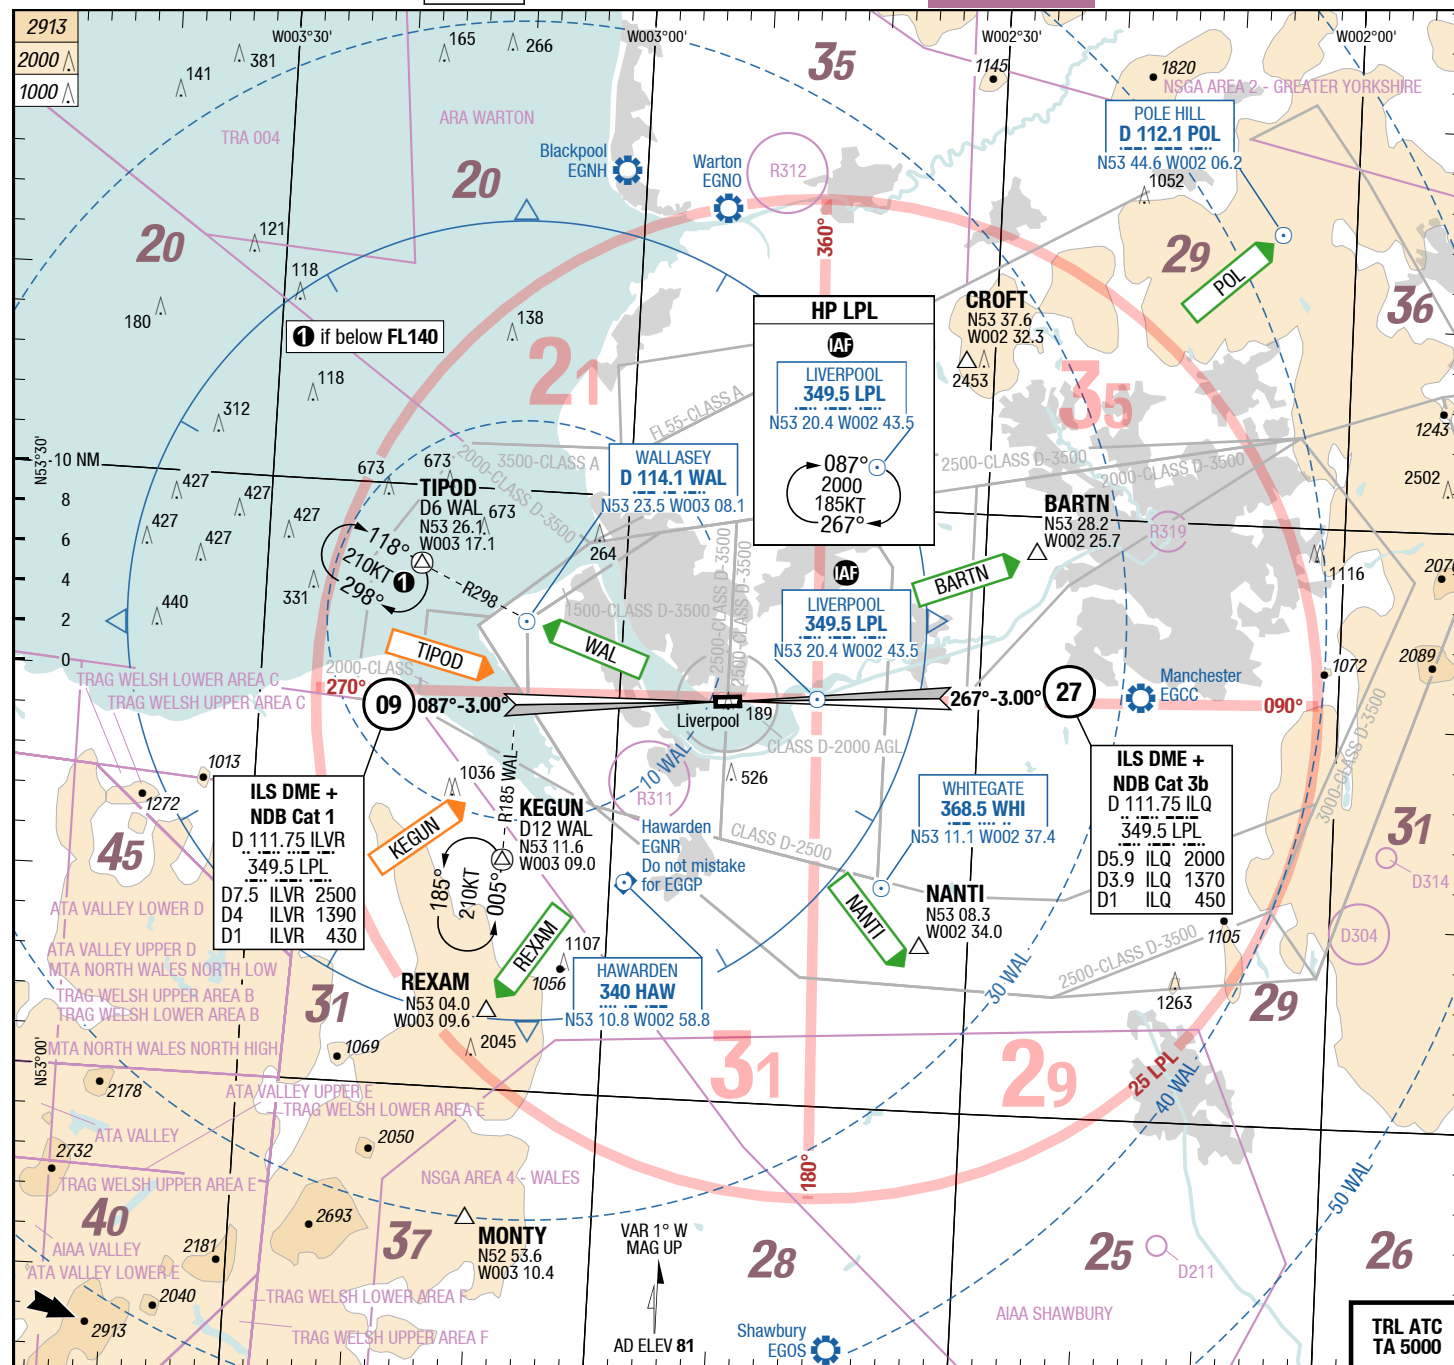 2913
2000
1000
W003°30'
W003°00'
W002°30'
W002°00'
141
381
165
266
35
1145
1820
NSGA AREA 2 - GREATER YORKSHIRE
TRA 004
ARA WARTON
20
Blackpool
EGNH
Warton
EGNO
R312
POLE HILL
D 112.1 POL
N53 44.6 W002 06.2
1052
20
121
118
180
360°
29
POL
36
1 if below FL140
138
21
118
312
HP LPL
IAF
LIVERPOOL
349.5 LPL
N53 20.4 W002 43.5
087°
2000
185KT
267°
CROFT
N53 37.6
W002 32.3
2453
35
1243
2502
FL55-CLASS A
3500-CLASS A
2000-CLASS D-3500
2500-CLASS D-3500
2000-CLASS D-3500
N53°30'
10 NM
8
6
4
2
0
427
427
427
427
427
440
331
673
673
673
TIPOD
D6 WAL
N53 26.1
W003 17.1
118°
210KT 1
298°
R298
WALLASEY
D 114.1 WAL
N53 23.5 W003 08.1
264
1500-CLASS D-3500
2500-CLASS D-3500
2500-CLASS D-3500
BARTN
N53 28.2
W002 25.7
R319
BARTN
1116
2070
IAF
LIVERPOOL
349.5 LPL
N53 20.4 W002 43.5
TIPOD
WAL
2000-CLASS
TRAG WELSH LOWER AREA C
TRAG WELSH UPPER AREA C
270°
09
087°-3.00°
Liverpool
189
267°-3.00°
27
Manchester
EGCC
090°
1072
2089
CLASS D-2000 AGL
526
10 WAL
R311
3000-CLASS D-3500
1013
1272
45
ILS DME +
NDB Cat 1
D 111.75 ILVR
349.5 LPL
D7.5 ILVR 2500
D4 ILVR 1390
D1 ILVR 430
1036
R185 WAL
KEGUN
KEGUN
D12 WAL
N53 11.6
W003 09.0
185°
210KT
005°
Hawarden
EGNR
Do not mistake
for EGGP
CLASS D-2500
WHITEGATE
368.5 WHI
N53 11.1 W002 37.4
ILS DME +
NDB Cat 3b
D 111.75 ILQ
349.5 LPL
D5.9 ILQ 2000
D3.9 ILQ 1370
D1 ILQ 450
31
D314
ATA VALLEY LOWER D
ATA VALLEY UPPER D
MTA NORTH WALES NORTH LOW
TRAG WELSH UPPER AREA B
TRAG WELSH LOWER AREA B
MTA NORTH WALES NORTH HIGH
31
REXAM
REXAM
N53 04.0
W003 09.6
1107
1056
HAWARDEN
340 HAW
N53 10.8 W002 58.8
NANTI
NANTI
N53 08.3
W002 34.0
30 WAL
2500-CLASS D-3500
1105
1263
D304
29
N53°00'
1069
2045
2178
31
29
25 LPL
40 WAL
ATA VALLEY UPPER E
TRAG WELSH LOWER AREA E
ATA VALLEY
2050
2732
TRAG WELSH UPPER AREA E
NSGA AREA 4 - WALES
180°
50 WAL
40
2693
37
AIAA VALLEY
2181
ATA VALLEY LOWER E
2040
2913
MONTY
N52 53.6
W003 10.4
TRAG WELSH LOWER AREA F
TRAG WELSH UPPER AREA F
VAR 1° W
MAG UP
AD ELEV 81
28
Shawbury
EGOS
25
D211
AIAA SHAWBURY
26
TRL ATC
TA 5000